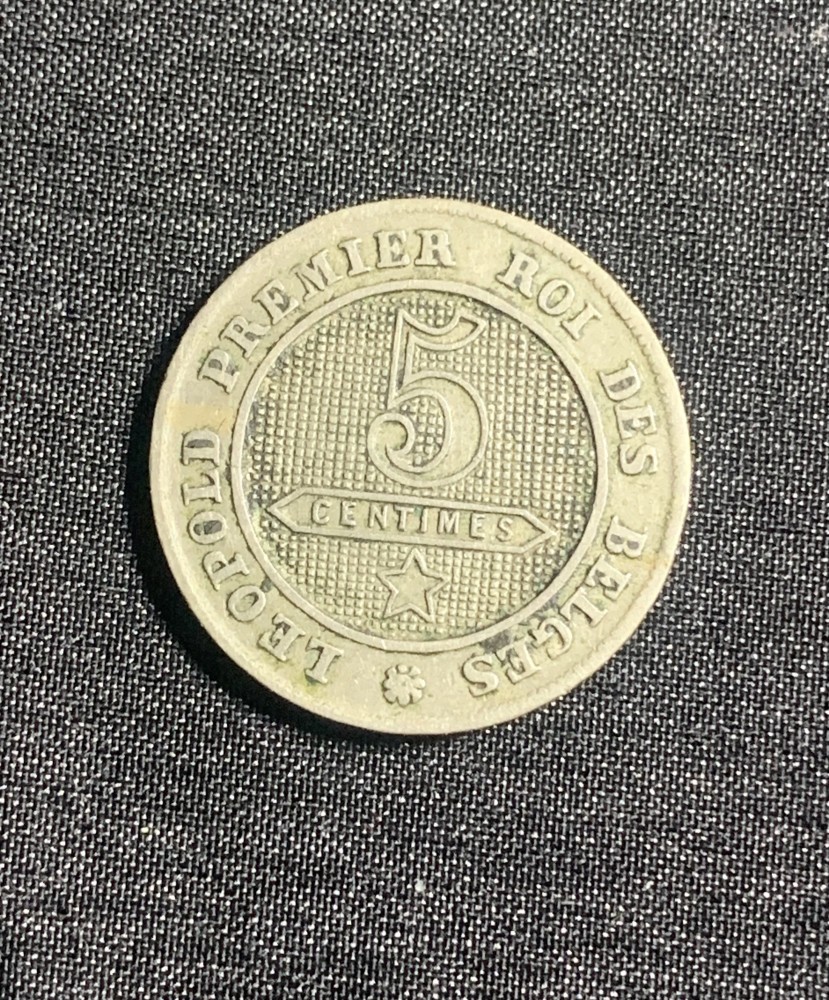 LEOPOLD PREMIER ROI DES BELGES
5
CENTIMES